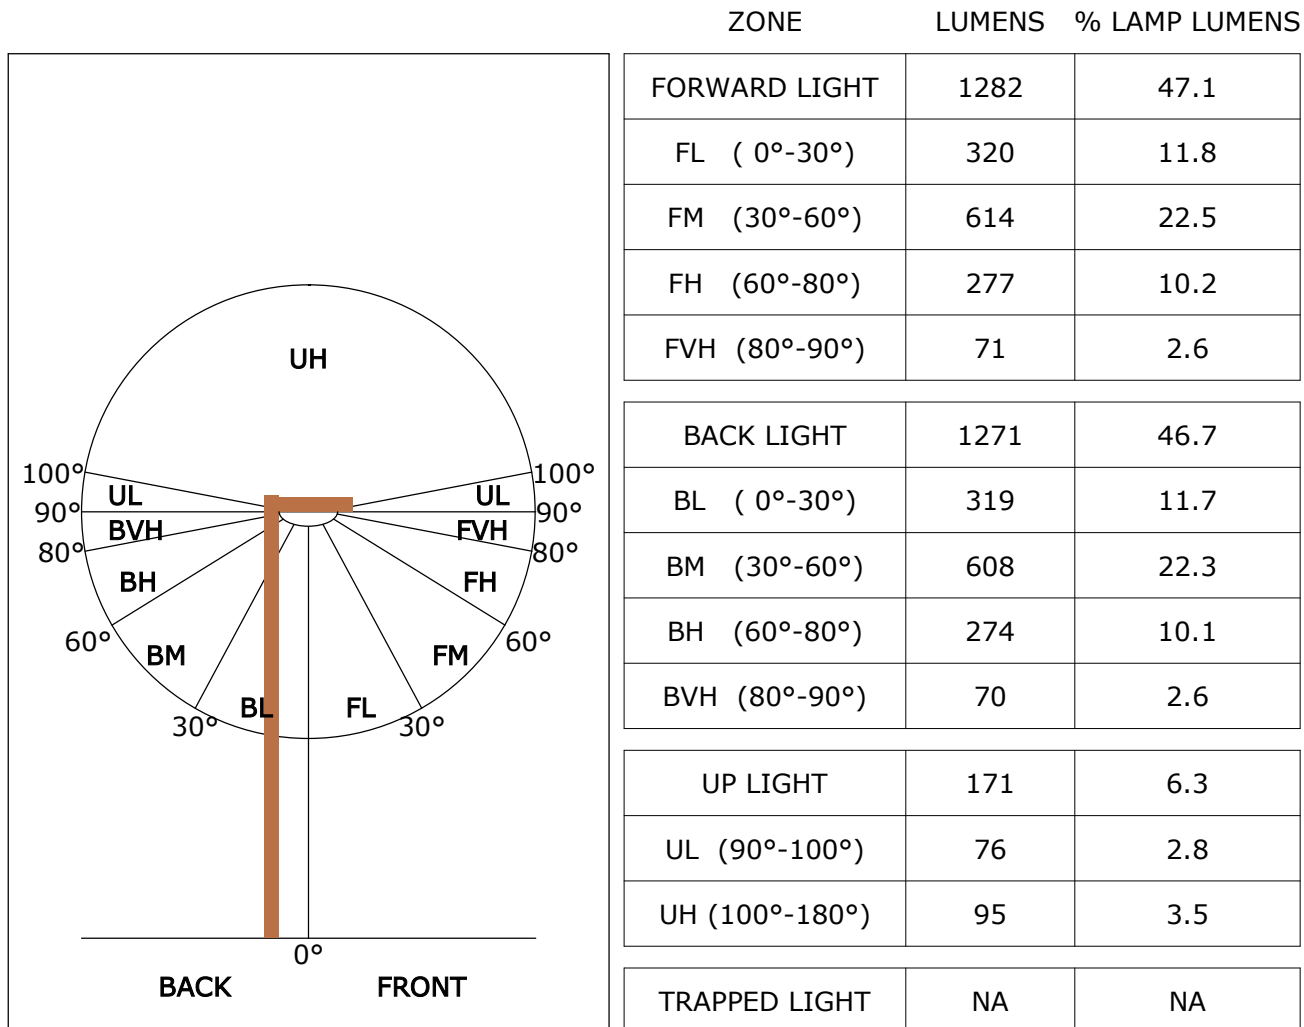 ZONE LUMENS % LAMP LUMENS
FORWARD LIGHT 1282 47.1
FL ( 0°-30°) 320 11.8
FM (30°-60°) 614 22.5
FH (60°-80°) 277 10.2
FVH (80°-90°) 71 2.6
BACK LIGHT 1271 46.7
BL ( 0°-30°) 319 11.7
BM (30°-60°) 608 22.3
BH (60°-80°) 274 10.1
BVH (80°-90°) 70 2.6
UP LIGHT 171 6.3
UL (90°-100°) 76 2.8
UH (100°-180°) 95 3.5
TRAPPED LIGHT NA NA
UH
100° 100°
UL UL
90° 90°
BVH FVH
80° 80°
BH FH
60° 60°
BM FM
BL FL
30° 30°
0°
BACK FRONT